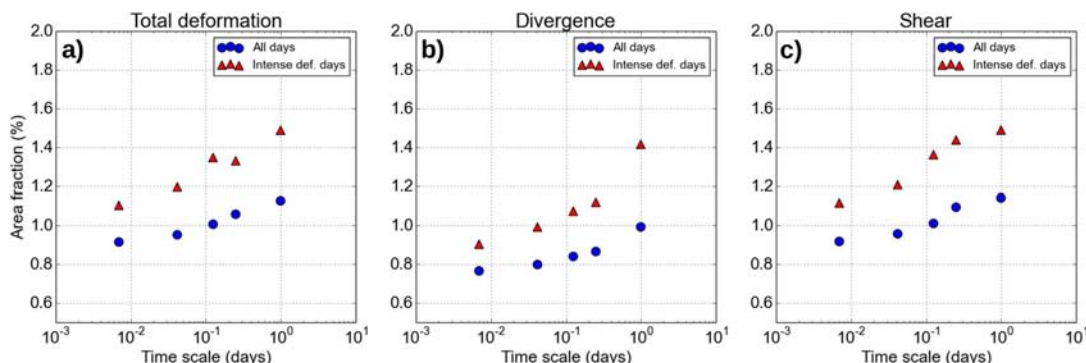 Total deformation
a)
All days
Intense def. days
Area fraction (%)
2.0
1.8
1.6
1.4
1.2
1.0
0.8
0.6
10⁻³
10⁻²
10⁻¹
10⁰
10¹
Time scale (days)
Divergence
b)
All days
Intense def. days
2.0
1.8
1.6
1.4
1.2
1.0
0.8
0.6
10⁻³
10⁻²
10⁻¹
10⁰
10¹
Time scale (days)
Shear
c)
All days
Intense def. days
2.0
1.8
1.6
1.4
1.2
1.0
0.8
0.6
10⁻³
10⁻²
10⁻¹
10⁰
10¹
Time scale (days)